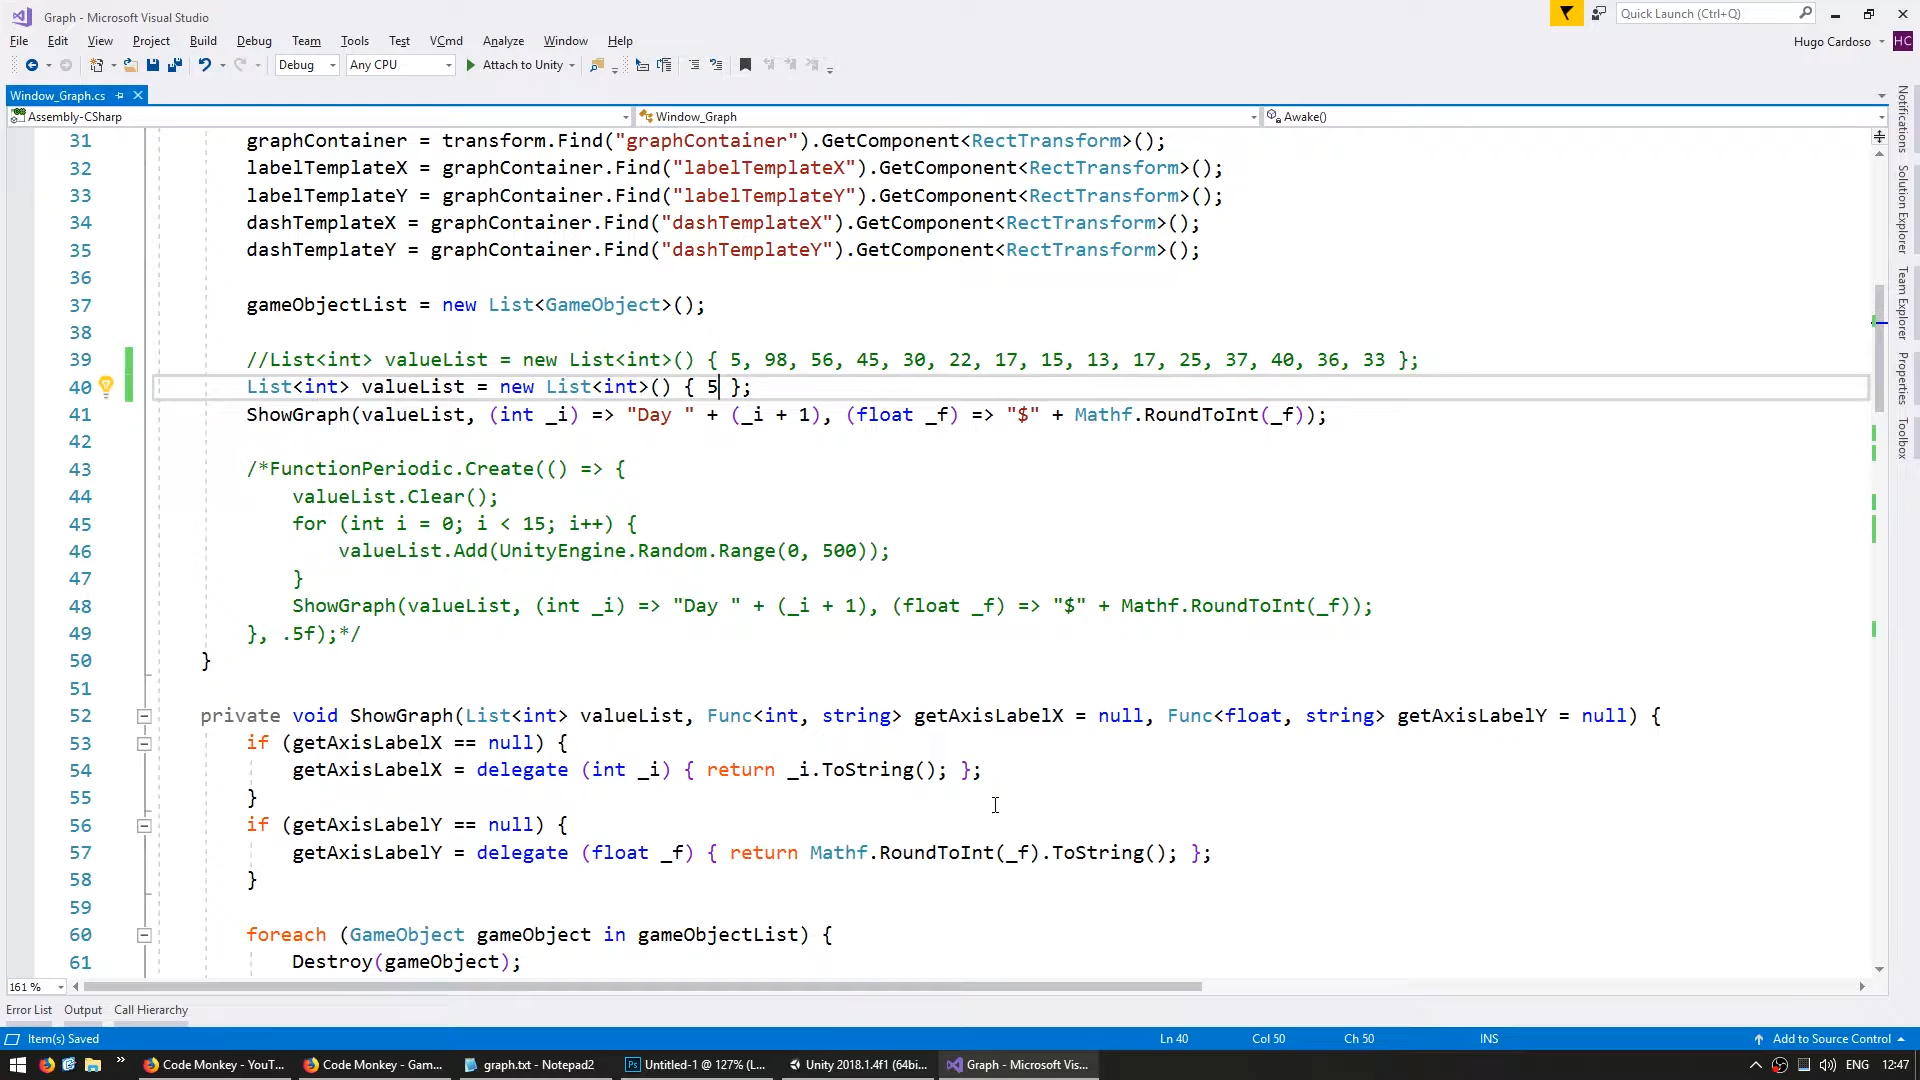 Graph - Microsoft Visual Studio
Quick Launch (Ctrl+Q)
File Edit View Project Build Debug Team Tools Test VCmd Analyze Window Help
Hugo Cardoso HC
Debug Any CPU Attach to Unity
Window_Graph.cs
Assembly-CSharp Window_Graph Awake()
31 graphContainer = transform.Find("graphContainer").GetComponent<RectTransform>();
32 labelTemplateX = graphContainer.Find("labelTemplateX").GetComponent<RectTransform>();
33 labelTemplateY = graphContainer.Find("labelTemplateY").GetComponent<RectTransform>();
34 dashTemplateX = graphContainer.Find("dashTemplateX").GetComponent<RectTransform>();
35 dashTemplateY = graphContainer.Find("dashTemplateY").GetComponent<RectTransform>();
36
37 gameObjectList = new List<GameObject>();
38
39 //List<int> valueList = new List<int>() { 5, 98, 56, 45, 30, 22, 17, 15, 13, 17, 25, 37, 40, 36, 33 };
40 List<int> valueList = new List<int>() { 5 };
41 ShowGraph(valueList, (int _i) => "Day " + (_i + 1), (float _f) => "$" + Mathf.RoundToInt(_f));
42
43 /*FunctionPeriodic.Create(() => {
44 valueList.Clear();
45 for (int i = 0; i < 15; i++) {
46 valueList.Add(UnityEngine.Random.Range(0, 500));
47 }
48 ShowGraph(valueList, (int _i) => "Day " + (_i + 1), (float _f) => "$" + Mathf.RoundToInt(_f));
49 }, .5f);*/
50 }
51
52 private void ShowGraph(List<int> valueList, Func<int, string> getAxisLabelX = null, Func<float, string> getAxisLabelY = null) {
53 if (getAxisLabelX == null) {
54 getAxisLabelX = delegate (int _i) { return _i.ToString(); };
55 }
56 if (getAxisLabelY == null) {
57 getAxisLabelY = delegate (float _f) { return Mathf.RoundToInt(_f).ToString(); };
58 }
59
60 foreach (GameObject gameObject in gameObjectList) {
61 Destroy(gameObject);
Notifications
Solution Explorer
Team Explorer
Properties
Toolbox
161 %
Error List Output Call Hierarchy
Item(s) Saved Ln 40 Col 50 Ch 50 INS Add to Source Control
Code Monkey - YouT... Code Monkey - Gam... graph.txt - Notepad2 Ps Untitled-1 @ 127% (L... Unity 2018.1.4f1 (64bi... Graph - Microsoft Vis... ENG 12:47